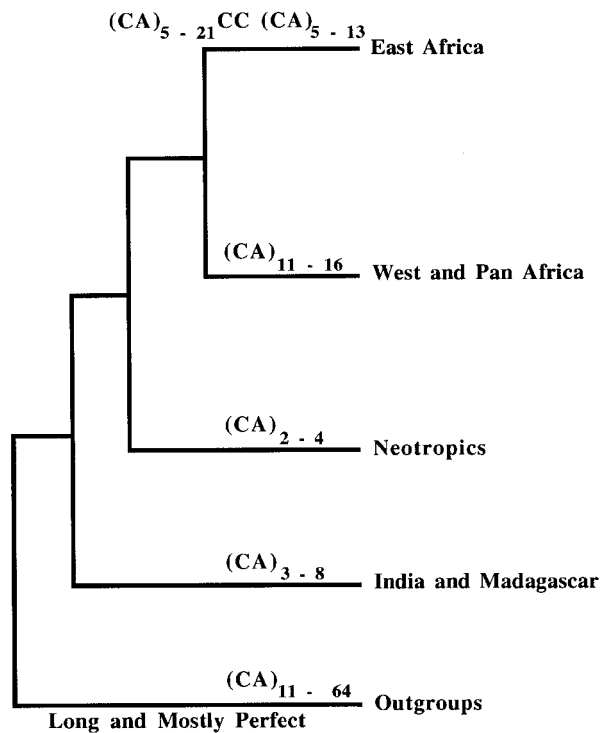 (CA)5 - 21CC (CA)5 - 13
East Africa
(CA)11 - 16
West and Pan Africa
(CA)2 - 4
Neotropics
(CA)3 - 8
India and Madagascar
(CA)11 - 64
Outgroups
Long and Mostly Perfect